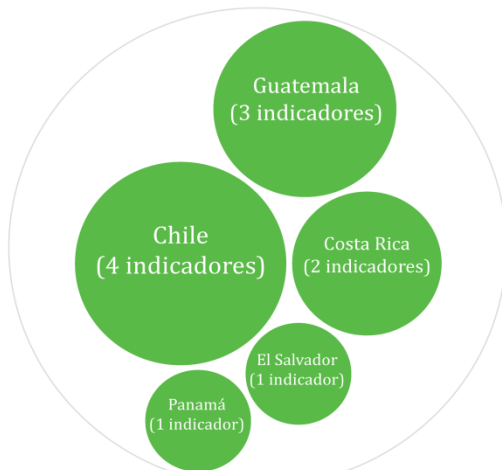 Guatemala
(3 indicadores)
Chile
(4 indicadores)
Costa Rica
(2 indicadores)
El Salvador
(1 indicador)
Panamá
(1 indicador)